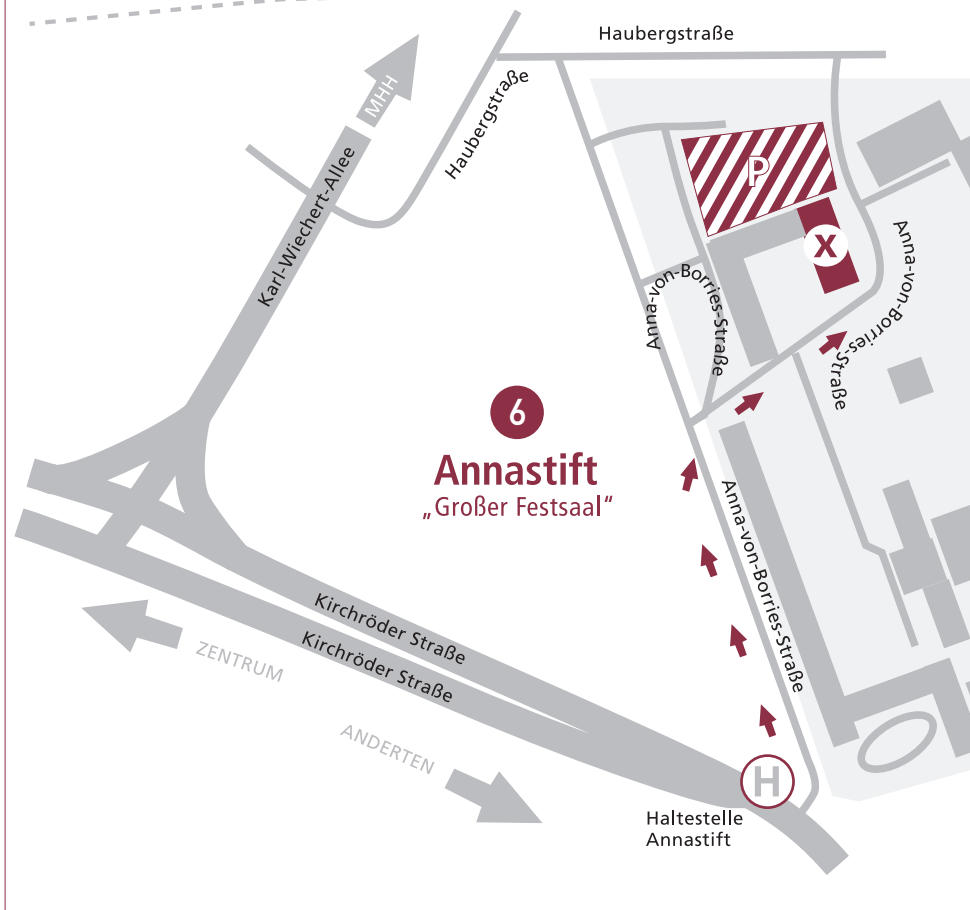 Haubergstraße
MHH
Haubergstraße
Karl-Wiechert-Allee
P
X
Anna-von-Borries-Straße
Anna-von-Borries-Straße
6
Annastift
„Großer Festsaal“
Anna-von-Borries-Straße
Kirchröder Straße
Kirchröder Straße
ZENTRUM
ANDERTEN
H
Haltestelle
Annastift